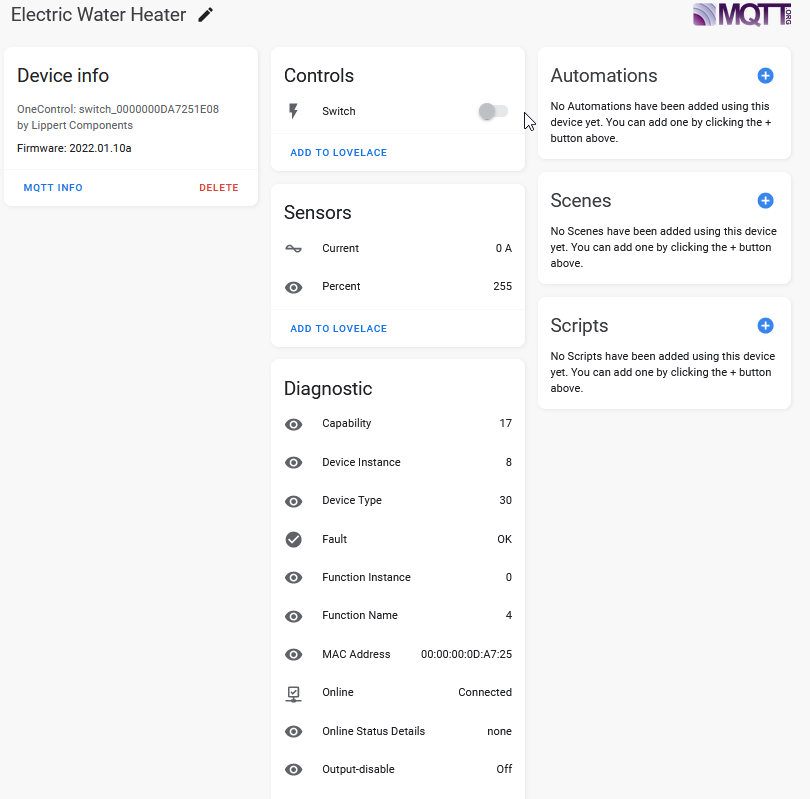 Electric Water Heater
MQTT.ORG
Device info
OneControl: switch_0000000DA7251E08
by Lippert Components
Firmware: 2022.01.10a
MQTT INFO
DELETE
Controls
Switch
ADD TO LOVELACE
Sensors
Current 0 A
Percent 255
ADD TO LOVELACE
Diagnostic
Capability 17
Device Instance 8
Device Type 30
Fault OK
Function Instance 0
Function Name 4
MAC Address 00:00:00:0D:A7:25
Online Connected
Online Status Details none
Output-disable Off
Automations
No Automations have been added using this
device yet. You can add one by clicking the +
button above.
Scenes
No Scenes have been added using this device
yet. You can add one by clicking the + button
above.
Scripts
No Scripts have been added using this device
yet. You can add one by clicking the + button
above.